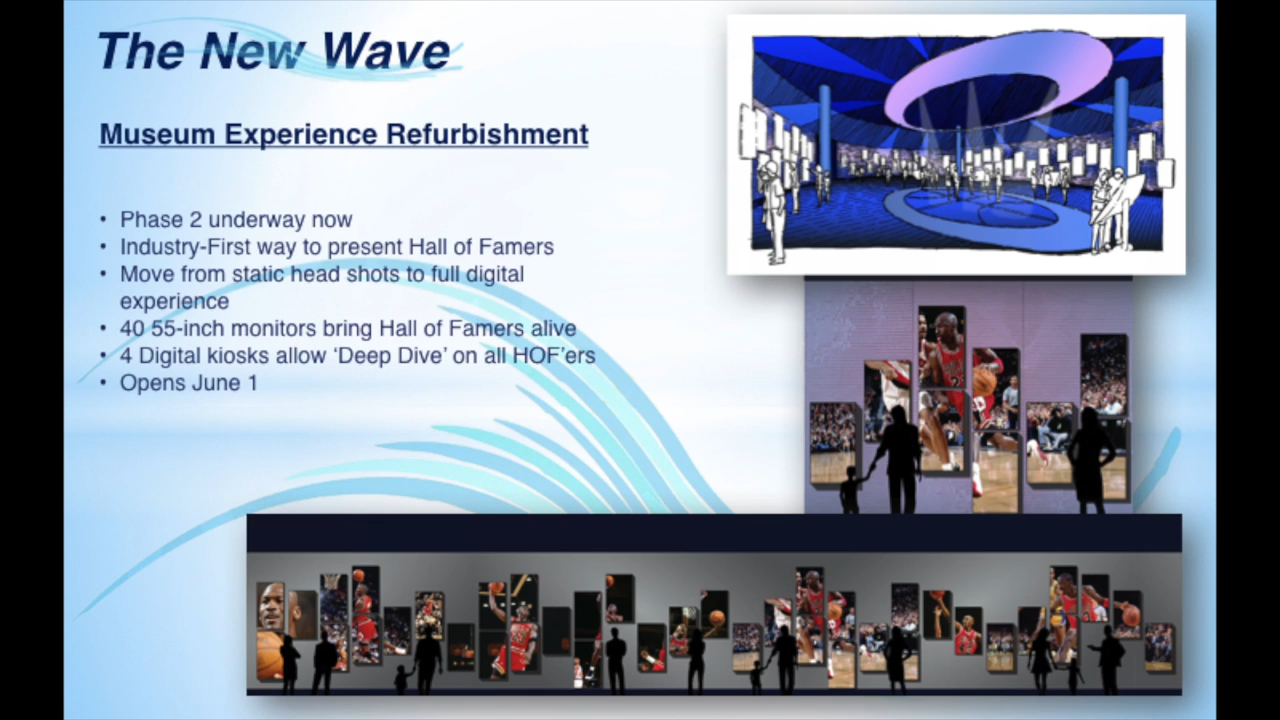 The New Wave
Museum Experience Refurbishment
• Phase 2 underway now
• Industry-First way to present Hall of Famers
• Move from static head shots to full digital
experience
• 40 55-inch monitors bring Hall of Famers alive
• 4 Digital kiosks allow ‘Deep Dive’ on all HOF’ers
• Opens June 1